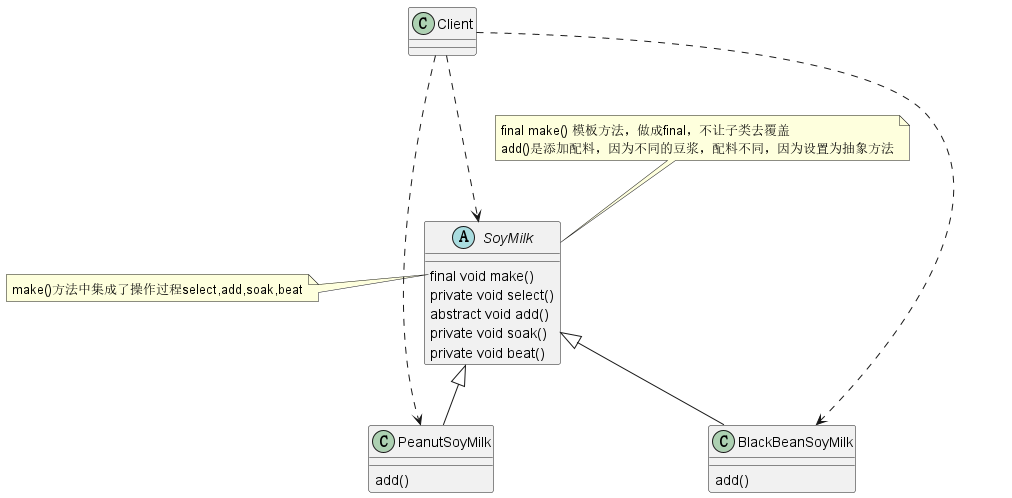 C Client
final make() 模板方法，做成final，不让子类去覆盖
add()是添加配料，因为不同的豆浆，配料不同，因为设置为抽象方法
A SoyMilk
make()方法中集成了操作过程select,add,soak,beat
final void make()
private void select()
abstract void add()
private void soak()
private void beat()
C PeanutSoyMilk
add()
C BlackBeanSoyMilk
add()